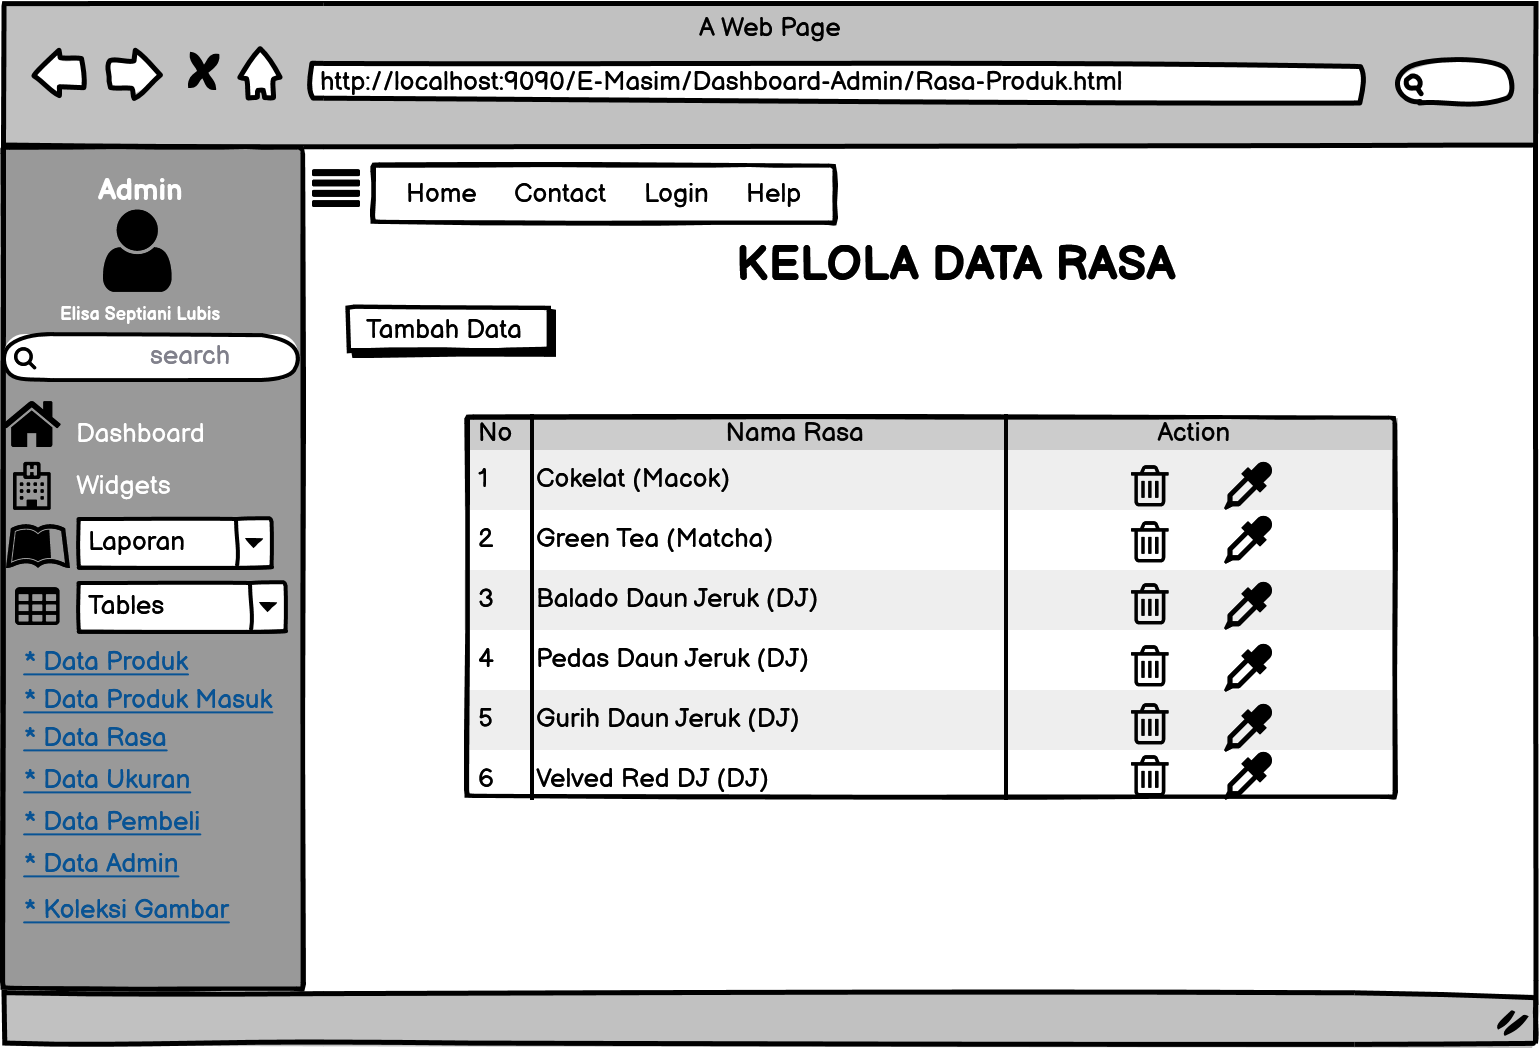 A Web Page
http://localhost:9090/E-Masim/Dashboard-Admin/Rasa-Produk.html
Admin
Elisa Septiani Lubis
search
Dashboard
Widgets
Laporan
Tables
* Data Produk
* Data Produk Masuk
* Data Rasa
* Data Ukuran
* Data Pembeli
* Data Admin
* Koleksi Gambar
Home Contact Login Help
KELOLA DATA RASA
Tambah Data
No Nama Rasa Action
1 Cokelat (Macok)
2 Green Tea (Matcha)
3 Balado Daun Jeruk (DJ)
4 Pedas Daun Jeruk (DJ)
5 Gurih Daun Jeruk (DJ)
6 Velved Red DJ (DJ)